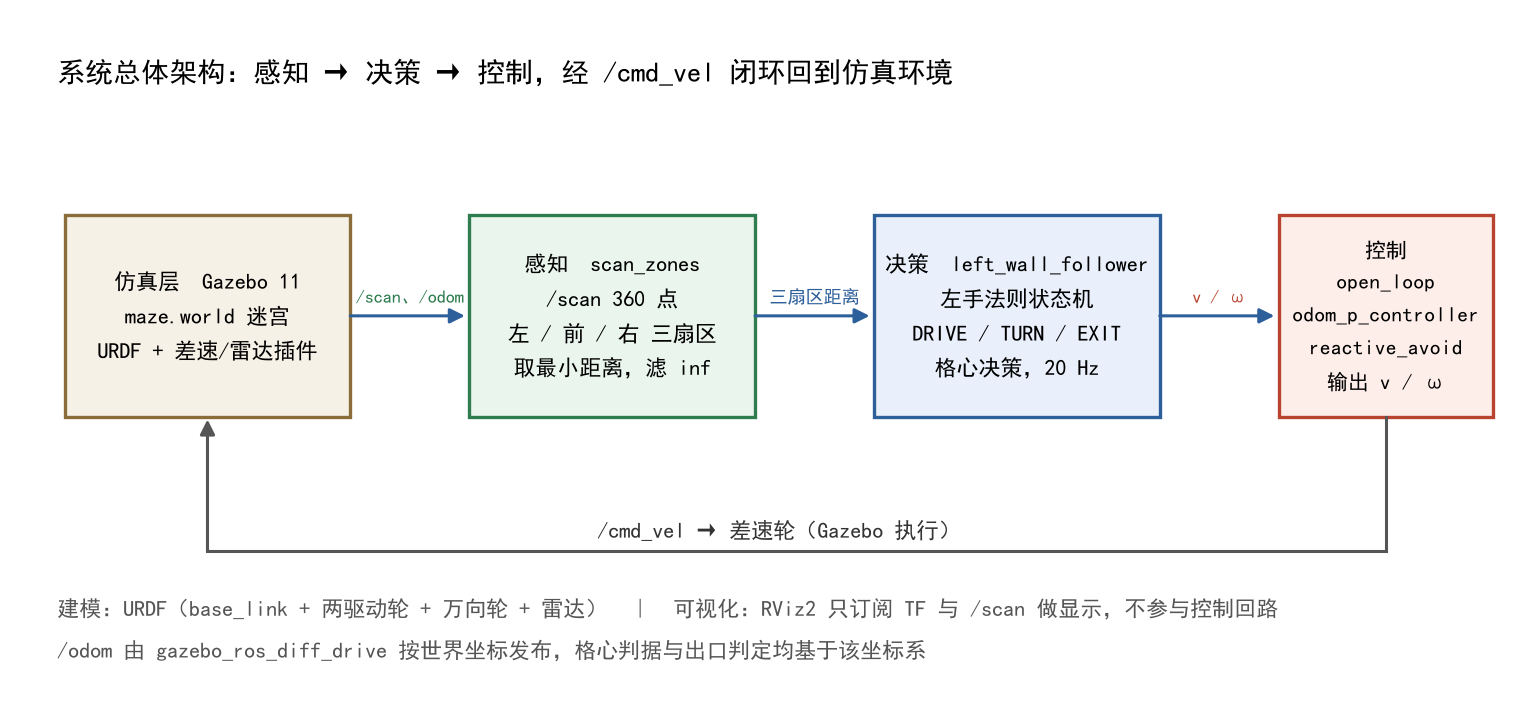 系统总体架构：感知 → 决策 → 控制，经 /cmd_vel 闭环回到仿真环境
仿真层  Gazebo 11
maze.world 迷宫
URDF + 差速/雷达插件
/scan、/odom
感知  scan_zones
/scan 360 点
左 / 前 / 右 三扇区
取最小距离，滤 inf
三扇区距离
决策  left_wall_follower
左手法则状态机
DRIVE / TURN / EXIT
格心决策，20 Hz
v / ω
控制
open_loop
odom_p_controller
reactive_avoid
输出 v / ω
/cmd_vel → 差速轮（Gazebo 执行）
建模：URDF（base_link + 两驱动轮 + 万向轮 + 雷达）  |  可视化：RViz2 只订阅 TF 与 /scan 做显示，不参与控制回路
/odom 由 gazebo_ros_diff_drive 按世界坐标发布，格心判据与出口判定均基于该坐标系